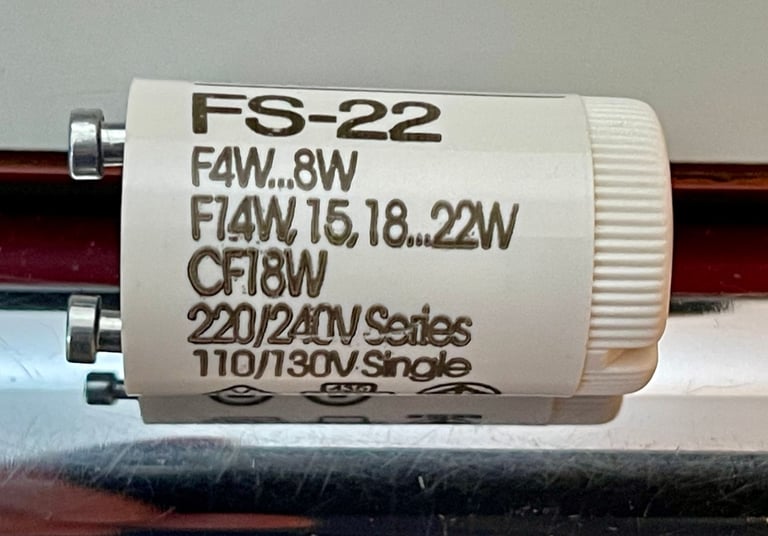 FS-22
F4W...8W
F14W, 15, 18...22W
CF18W
220/240V Series
110/130V Single